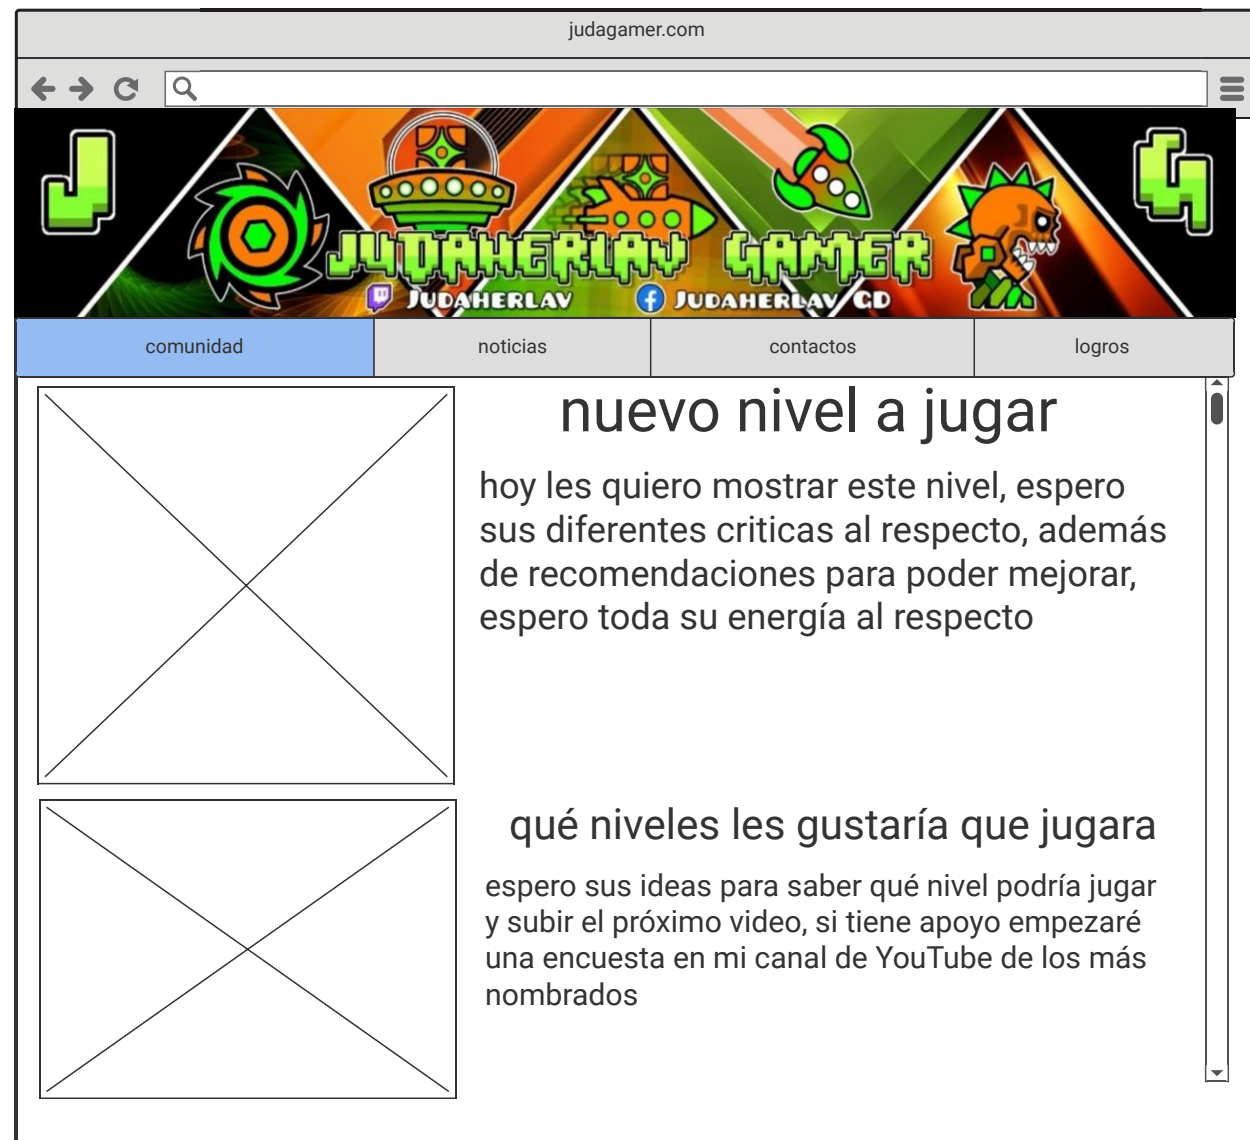 judagamer.com
J
G
JUDAHERLAV GAMER
JUDAHERLAV
JUDAHERLAV GD
comunidad
noticias
contactos
logros
nuevo nivel a jugar
hoy les quiero mostrar este nivel, espero
sus diferentes criticas al respecto, además
de recomendaciones para poder mejorar,
espero toda su energía al respecto
qué niveles les gustaría que jugara
espero sus ideas para saber qué nivel podría jugar
y subir el próximo video, si tiene apoyo empezaré
una encuesta en mi canal de YouTube de los más
nombrados